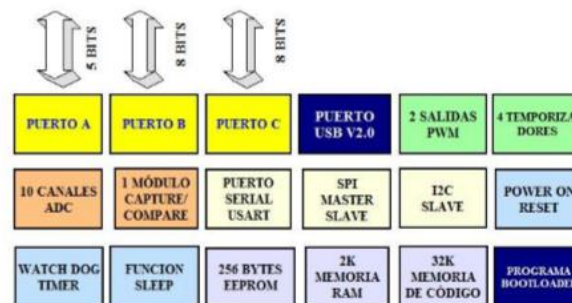 5 BITS
8 BITS
8 BITS
PUERTO A
PUERTO B
PUERTO C
PUERTO
USB V2.0
2 SALIDAS
PWM
4 TEMPORIZA
DORES
10 CANALES
ADC
1 MÓDULO
CAPTURE/
COMPARE
PUERTO
SERIAL
USART
SPI
MASTER
SLAVE
I2C
SLAVE
POWER ON
RESET
WATCH DOG
TIMER
FUNCION
SLEEP
256 BYTES
EEPROM
2K
MEMORIA
RAM
32K
MEMORIA
DE CÓDIGO
PROGRAMA
BOOTLOADER